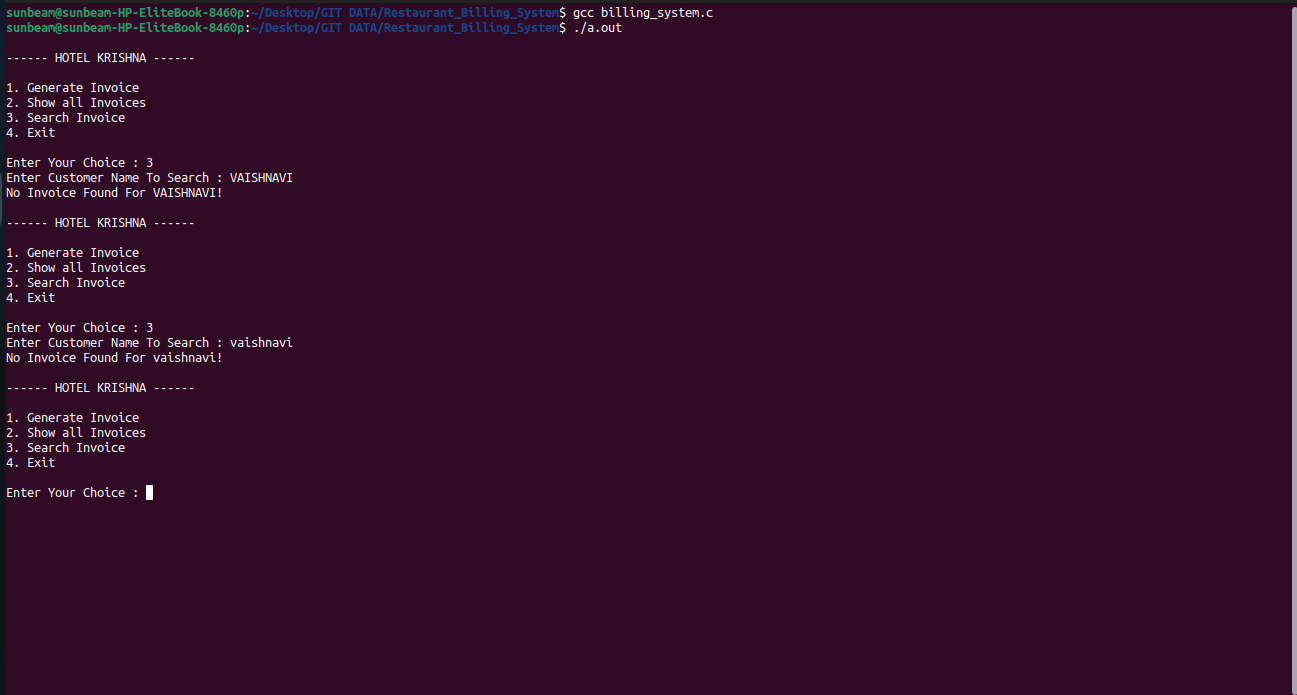 sunbeam@sunbeam-HP-EliteBook-8460p:~/Desktop/GIT DATA/Restaurant_Billing_System$ gcc billing_system.c
sunbeam@sunbeam-HP-EliteBook-8460p:~/Desktop/GIT DATA/Restaurant_Billing_System$ ./a.out
------ HOTEL KRISHNA ------
1. Generate Invoice
2. Show all Invoices
3. Search Invoice
4. Exit
Enter Your Choice : 3
Enter Customer Name To Search : VAISHNAVI
No Invoice Found For VAISHNAVI!
------ HOTEL KRISHNA ------
1. Generate Invoice
2. Show all Invoices
3. Search Invoice
4. Exit
Enter Your Choice : 3
Enter Customer Name To Search : vaishnavi
No Invoice Found For vaishnavi!
------ HOTEL KRISHNA ------
1. Generate Invoice
2. Show all Invoices
3. Search Invoice
4. Exit
Enter Your Choice :